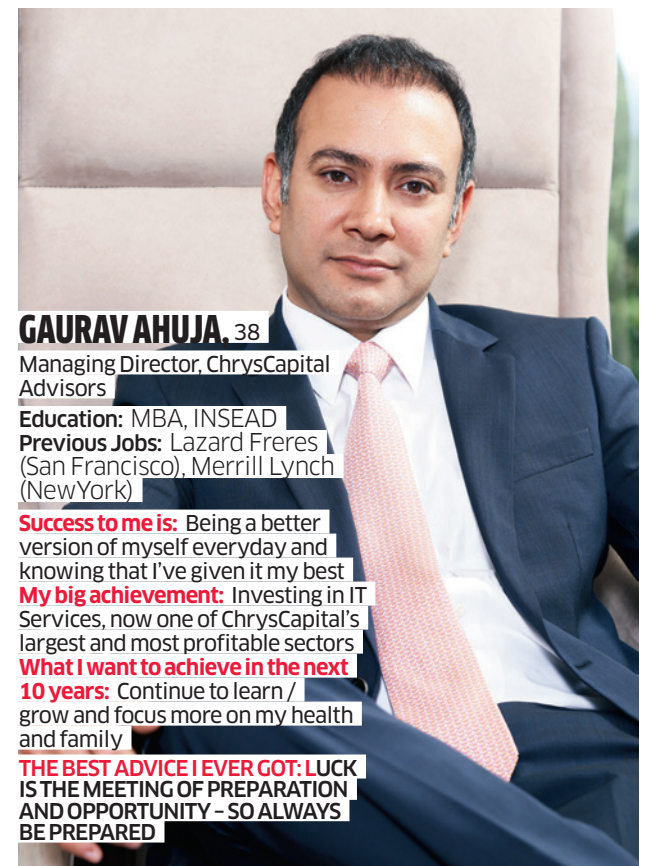 GAURAV AHUJA, 38
Managing Director, ChrysCapital
Advisors
Education: MBA, INSEAD
Previous Jobs: Lazard Freres
(San Francisco), Merrill Lynch
(NewYork)
Success to me is: Being a better
version of myself everyday and
knowing that I've given it my best
My big achievement: Investing in IT
Services, now one of ChrysCapital's
largest and most profitable sectors
What I want to achieve in the next
10 years: Continue to learn /
grow and focus more on my health
and family
THE BEST ADVICE I EVER GOT: LUCK
IS THE MEETING OF PREPARATION
AND OPPORTUNITY – SO ALWAYS
BE PREPARED